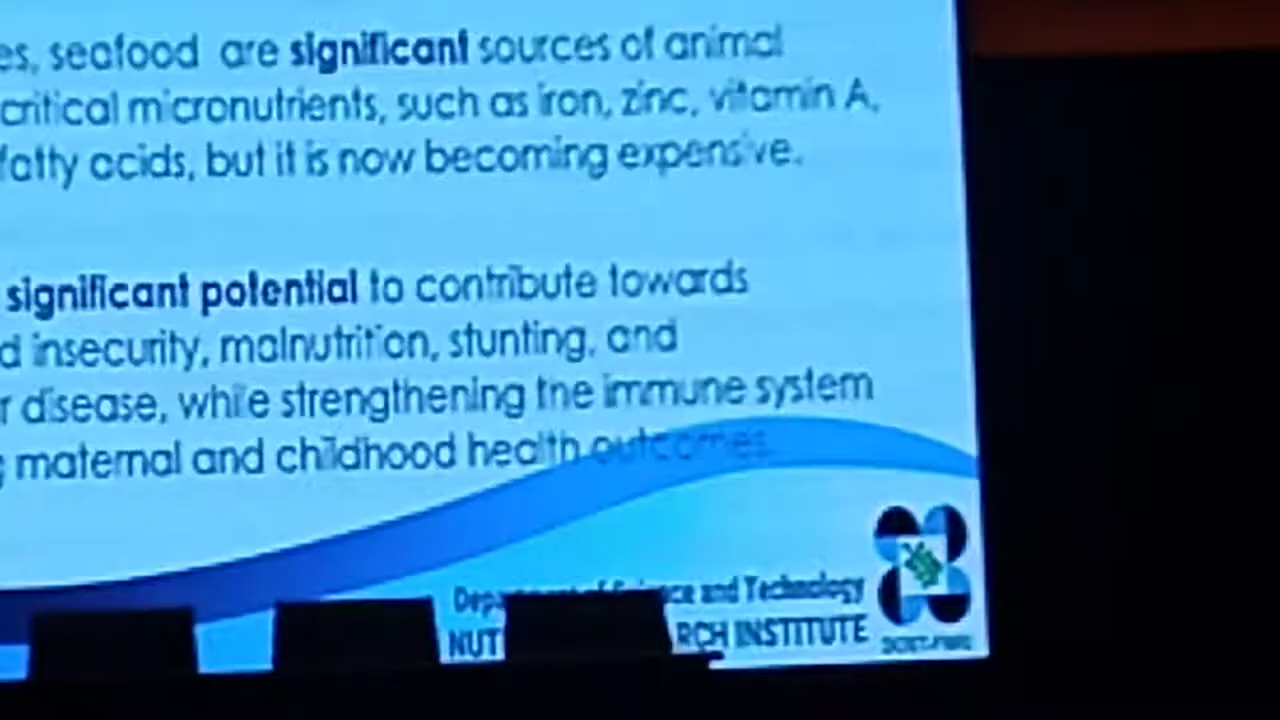 es, seafood are significant sources of animal
critical micronutrients, such as iron, zinc, vitamin A,
fatty acids, but it is now becoming expensive.
significant potential to contribute towards
d insecurity, malnutrition, stunting, and
r disease, while strengthening the immune system
g maternal and childhood health outcomes.
Dep of Science and Technology
NUT RCH INSTITUTE